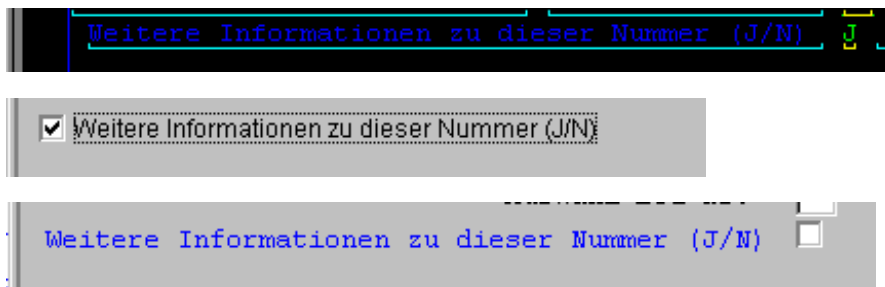 Weitere Informationen zu dieser Nummer (J/N) J
Weitere Informationen zu dieser Nummer (J/N)
Weitere Informationen zu dieser Nummer (J/N)